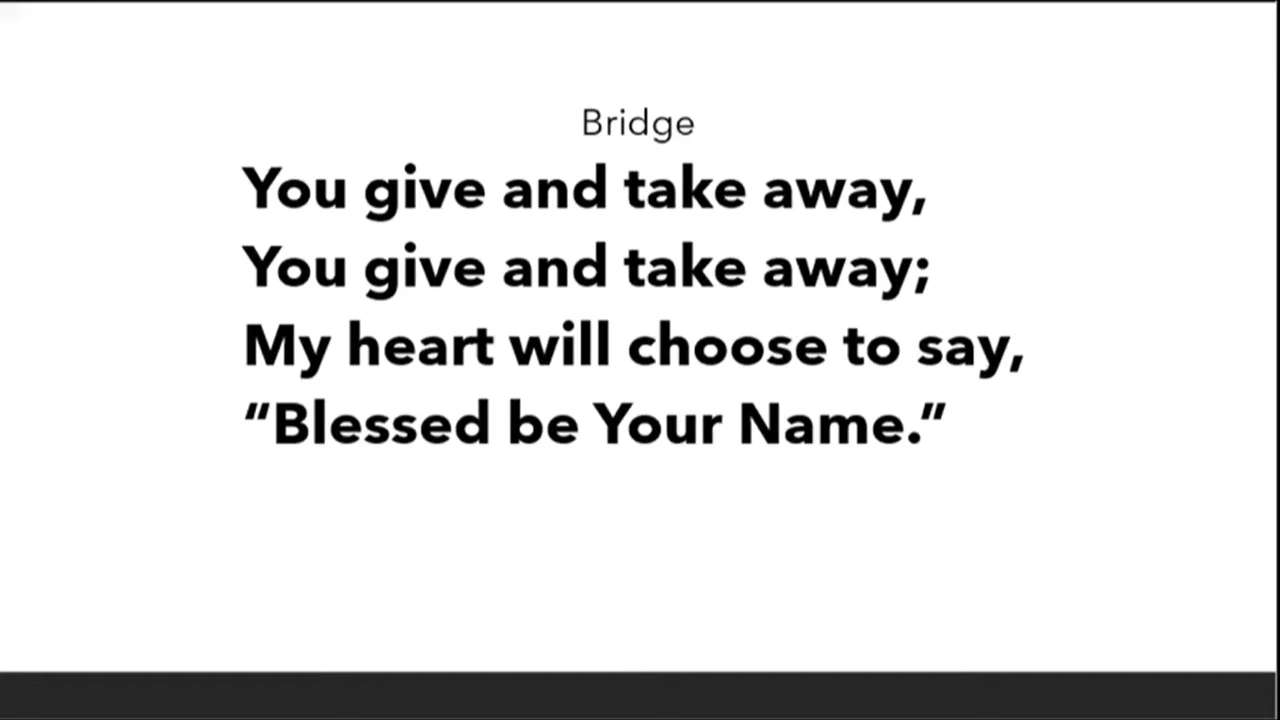 Bridge
You give and take away,
You give and take away;
My heart will choose to say,
“Blessed be Your Name.”